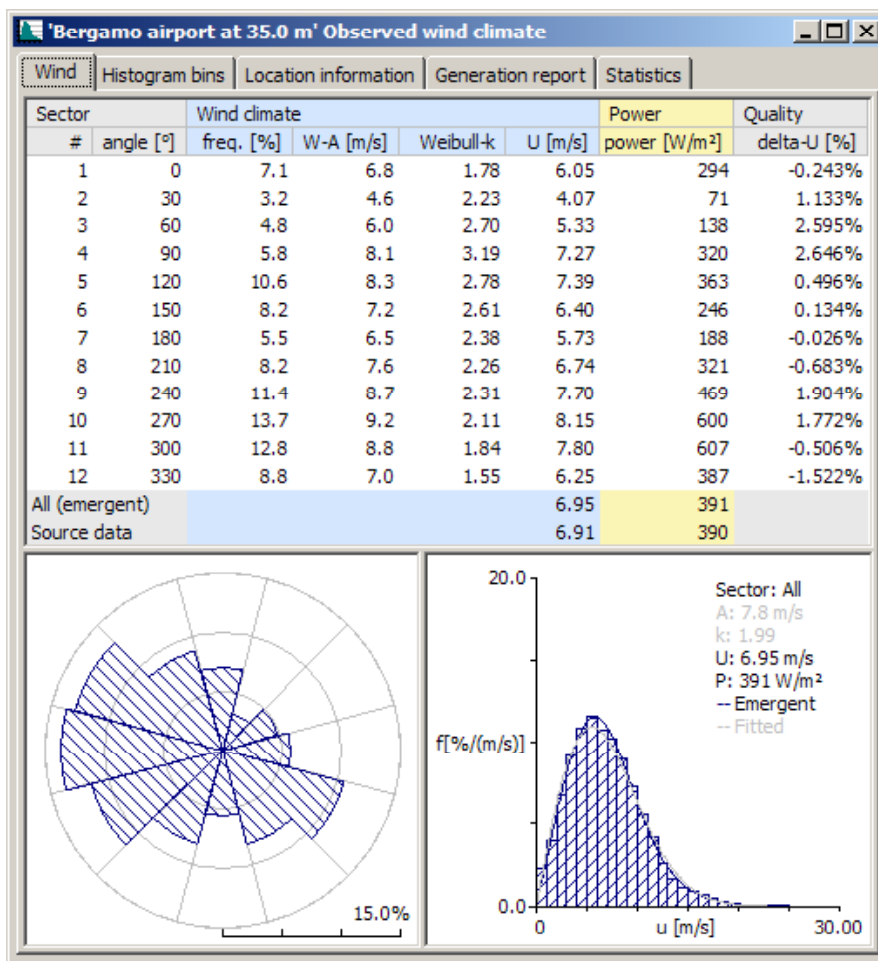 'Bergamo airport at 35.0 m' Observed wind climate
Wind Histogram bins Location information Generation report Statistics
Sector Wind climate Power Quality
# angle [°] freq. [%] W-A [m/s] Weibull-k U [m/s] power [W/m²] delta-U [%]
1 0 7.1 6.8 1.78 6.05 294 -0.243%
2 30 3.2 4.6 2.23 4.07 71 1.133%
3 60 4.8 6.0 2.70 5.33 138 2.595%
4 90 5.8 8.1 3.19 7.27 320 2.646%
5 120 10.6 8.3 2.78 7.39 363 0.496%
6 150 8.2 7.2 2.61 6.40 246 0.134%
7 180 5.5 6.5 2.38 5.73 188 -0.026%
8 210 8.2 7.6 2.26 6.74 321 -0.683%
9 240 11.4 8.7 2.31 7.70 469 1.904%
10 270 13.7 9.2 2.11 8.15 600 1.772%
11 300 12.8 8.8 1.84 7.80 607 -0.506%
12 330 8.8 7.0 1.55 6.25 387 -1.522%
All (emergent) 6.95 391
Source data 6.91 390
15.0%
20.0
Sector: All
A: 7.8 m/s
k: 1.99
U: 6.95 m/s
P: 391 W/m²
-- Emergent
-- Fitted
f[%/(m/s)]
0.0
0 u [m/s] 30.00